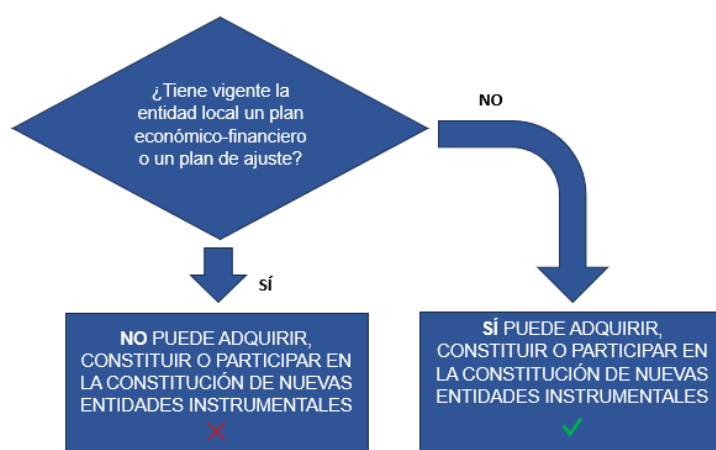 ¿Tiene vigente la
entidad local un plan
económico-financiero
o un plan de ajuste?
NO
SÍ
NO PUEDE ADQUIRIR,
CONSTITUIR O PARTICIPAR EN
LA CONSTITUCIÓN DE NUEVAS
ENTIDADES INSTRUMENTALES
SÍ PUEDE ADQUIRIR,
CONSTITUIR O PARTICIPAR EN
LA CONSTITUCIÓN DE NUEVAS
ENTIDADES INSTRUMENTALES